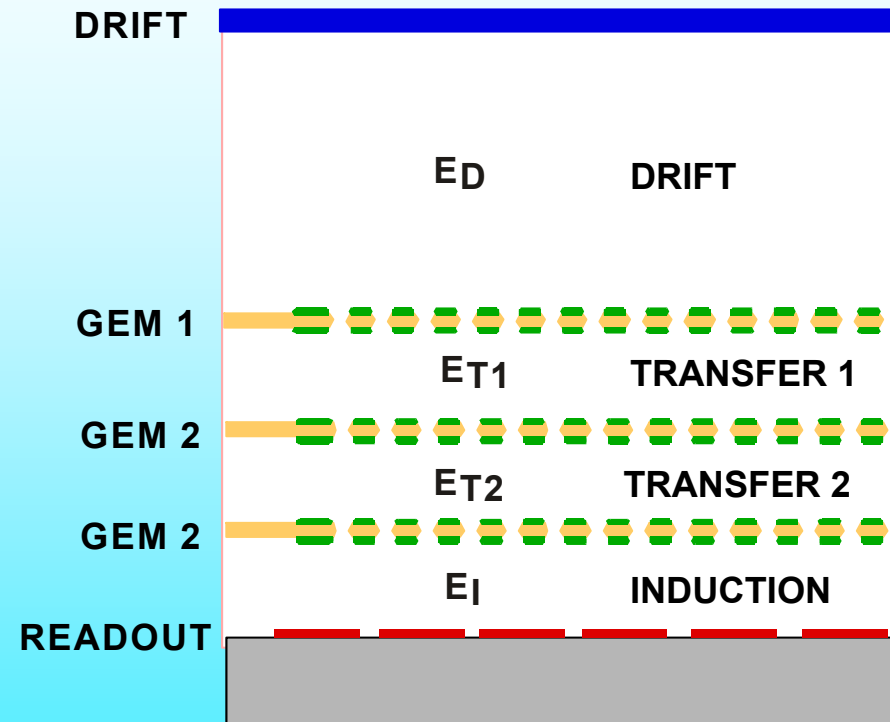 DRIFT
ED DRIFT
GEM 1
ET1 TRANSFER 1
GEM 2
ET2 TRANSFER 2
GEM 2
EI INDUCTION
READOUT